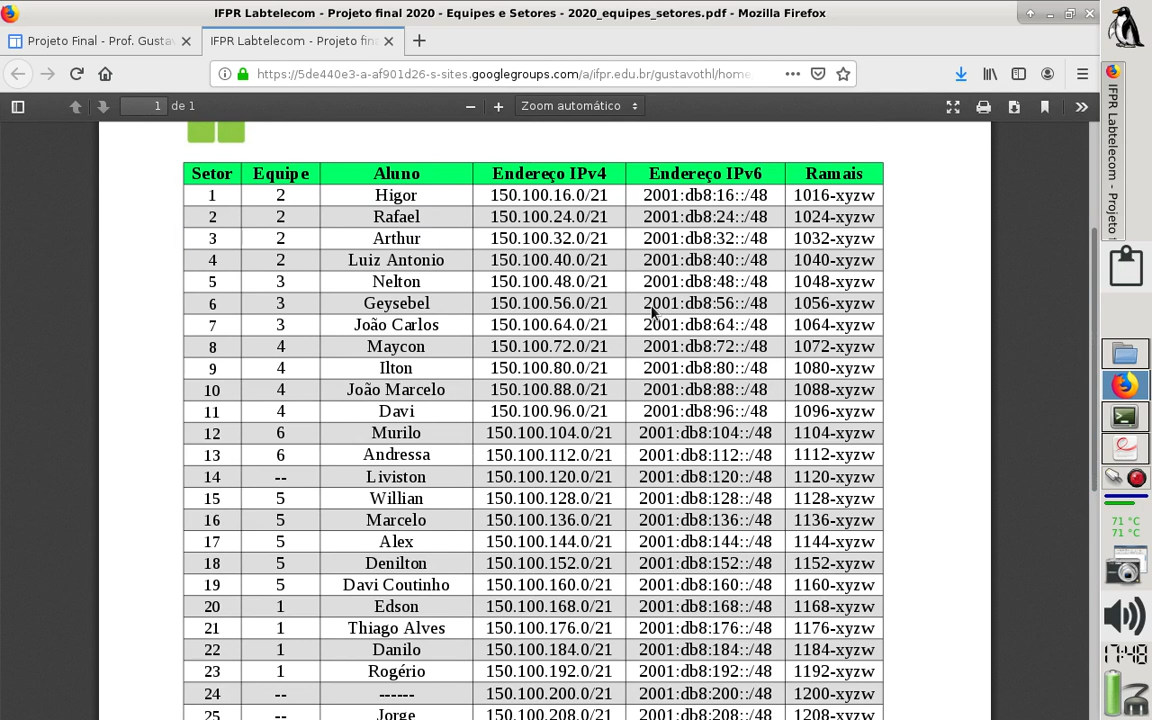 IFPR Labtelecom - Projeto final 2020 - Equipes e Setores - 2020_equipes_setores.pdf - Mozilla Firefox
Projeto Final - Prof. Gusta
IFPR Labtelecom - Projeto fin
https://5de440e3-a-af901d26-s-sites.googlegroups.com/a/ifpr.edu.br/gustavothl/home
1 de 1
Zoom automático
IFPR Labtelecom - Projeto
Setor Equipe Aluno Endereço IPv4 Endereço IPv6 Ramais
1 2 Higor 150.100.16.0/21 2001:db8:16::/48 1016-xyzw
2 2 Rafael 150.100.24.0/21 2001:db8:24::/48 1024-xyzw
3 2 Arthur 150.100.32.0/21 2001:db8:32::/48 1032-xyzw
4 2 Luiz Antonio 150.100.40.0/21 2001:db8:40::/48 1040-xyzw
5 3 Nelton 150.100.48.0/21 2001:db8:48::/48 1048-xyzw
6 3 Geysebel 150.100.56.0/21 2001:db8:56::/48 1056-xyzw
7 3 João Carlos 150.100.64.0/21 2001:db8:64::/48 1064-xyzw
8 4 Maycon 150.100.72.0/21 2001:db8:72::/48 1072-xyzw
9 4 Ilton 150.100.80.0/21 2001:db8:80::/48 1080-xyzw
10 4 João Marcelo 150.100.88.0/21 2001:db8:88::/48 1088-xyzw
11 4 Davi 150.100.96.0/21 2001:db8:96::/48 1096-xyzw
12 6 Murilo 150.100.104.0/21 2001:db8:104::/48 1104-xyzw
13 6 Andressa 150.100.112.0/21 2001:db8:112::/48 1112-xyzw
14 -- Liviston 150.100.120.0/21 2001:db8:120::/48 1120-xyzw
15 5 Willian 150.100.128.0/21 2001:db8:128::/48 1128-xyzw
16 5 Marcelo 150.100.136.0/21 2001:db8:136::/48 1136-xyzw
17 5 Alex 150.100.144.0/21 2001:db8:144::/48 1144-xyzw
18 5 Denilton 150.100.152.0/21 2001:db8:152::/48 1152-xyzw
19 5 Davi Coutinho 150.100.160.0/21 2001:db8:160::/48 1160-xyzw
20 1 Edson 150.100.168.0/21 2001:db8:168::/48 1168-xyzw
21 1 Thiago Alves 150.100.176.0/21 2001:db8:176::/48 1176-xyzw
22 1 Danilo 150.100.184.0/21 2001:db8:184::/48 1184-xyzw
23 1 Rogério 150.100.192.0/21 2001:db8:192::/48 1192-xyzw
24 -- ------ 150.100.200.0/21 2001:db8:200::/48 1200-xyzw
25 -- Jorge 150.100.208.0/21 2001:db8:208::/48 1208-xyzw
71 °C
71 °C
17:48